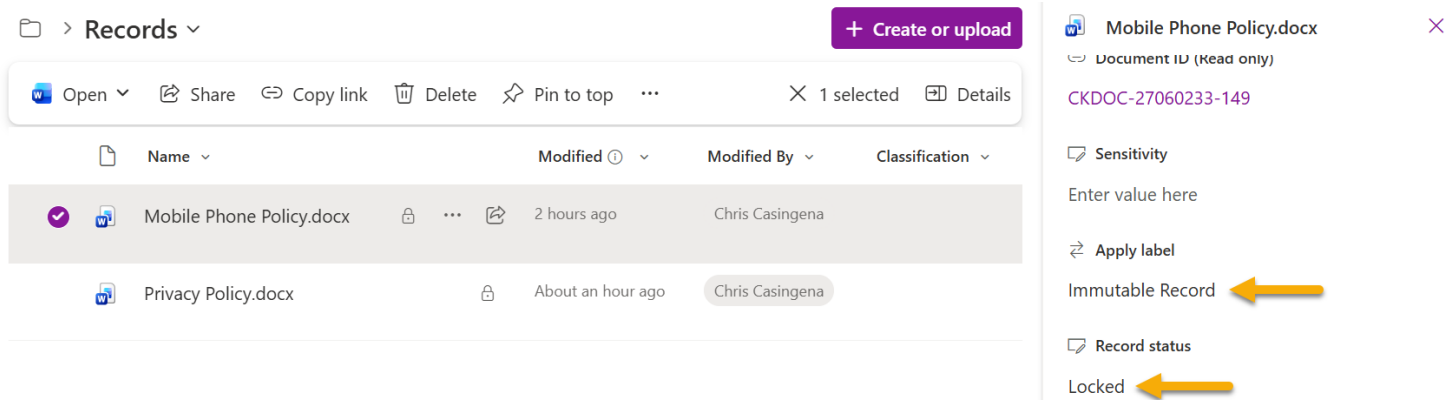 Records
+ Create or upload
Open Share Copy link Delete Pin to top ... 1 selected Details
Name Modified Modified By Classification
Mobile Phone Policy.docx ... 2 hours ago Chris Casingena
Privacy Policy.docx About an hour ago Chris Casingena
Mobile Phone Policy.docx
Document ID (Read only)
CKDOC-27060233-149
Sensitivity
Enter value here
Apply label
Immutable Record
Record status
Locked